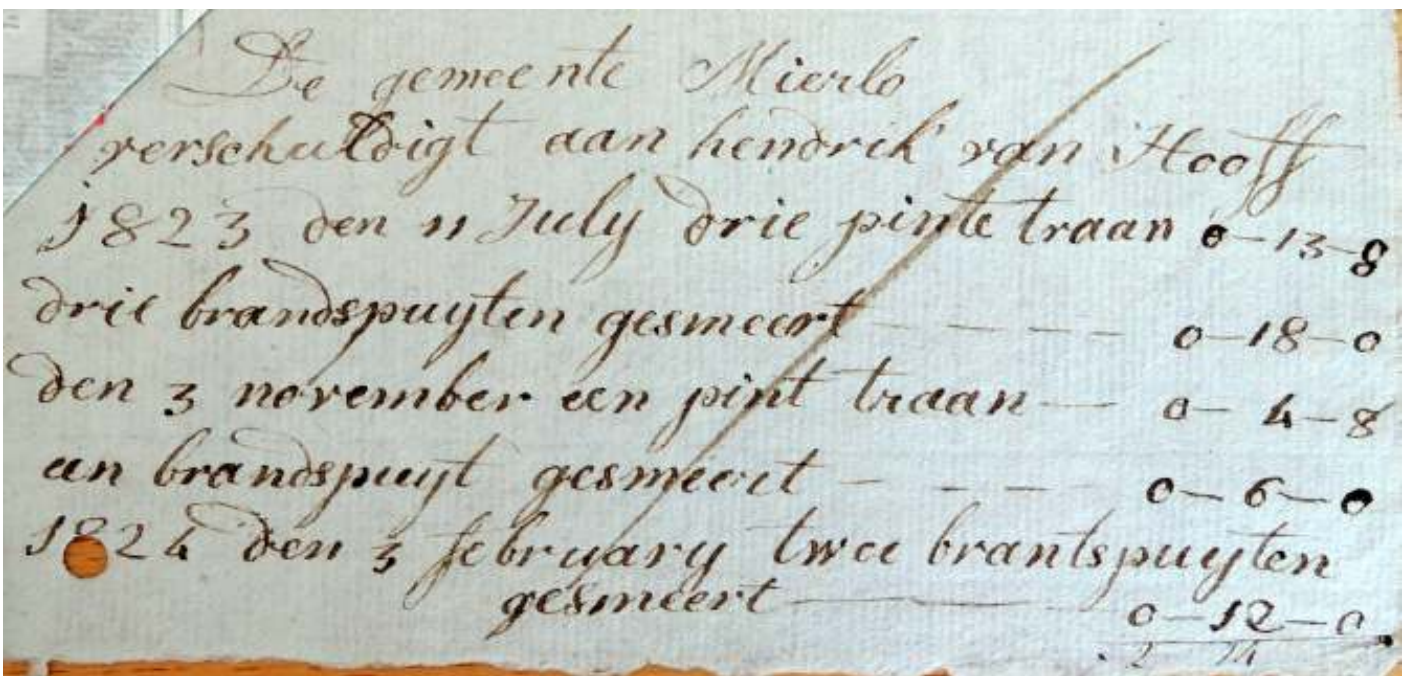 De gemeente Mierlo
verschuldigt aan hendrik van Hooff
1823 den 11 July drie pinte traan 0-13-8
drie brandspuyten gesmeert - - - - - 0-18-0
den 3 november een pint traan - - 0-4-8
een brandspuyt gesmeert - - - - 0-6-0
1824 den 3 february twee brantspuyten
gesmeert - - 0-12-0
2 14